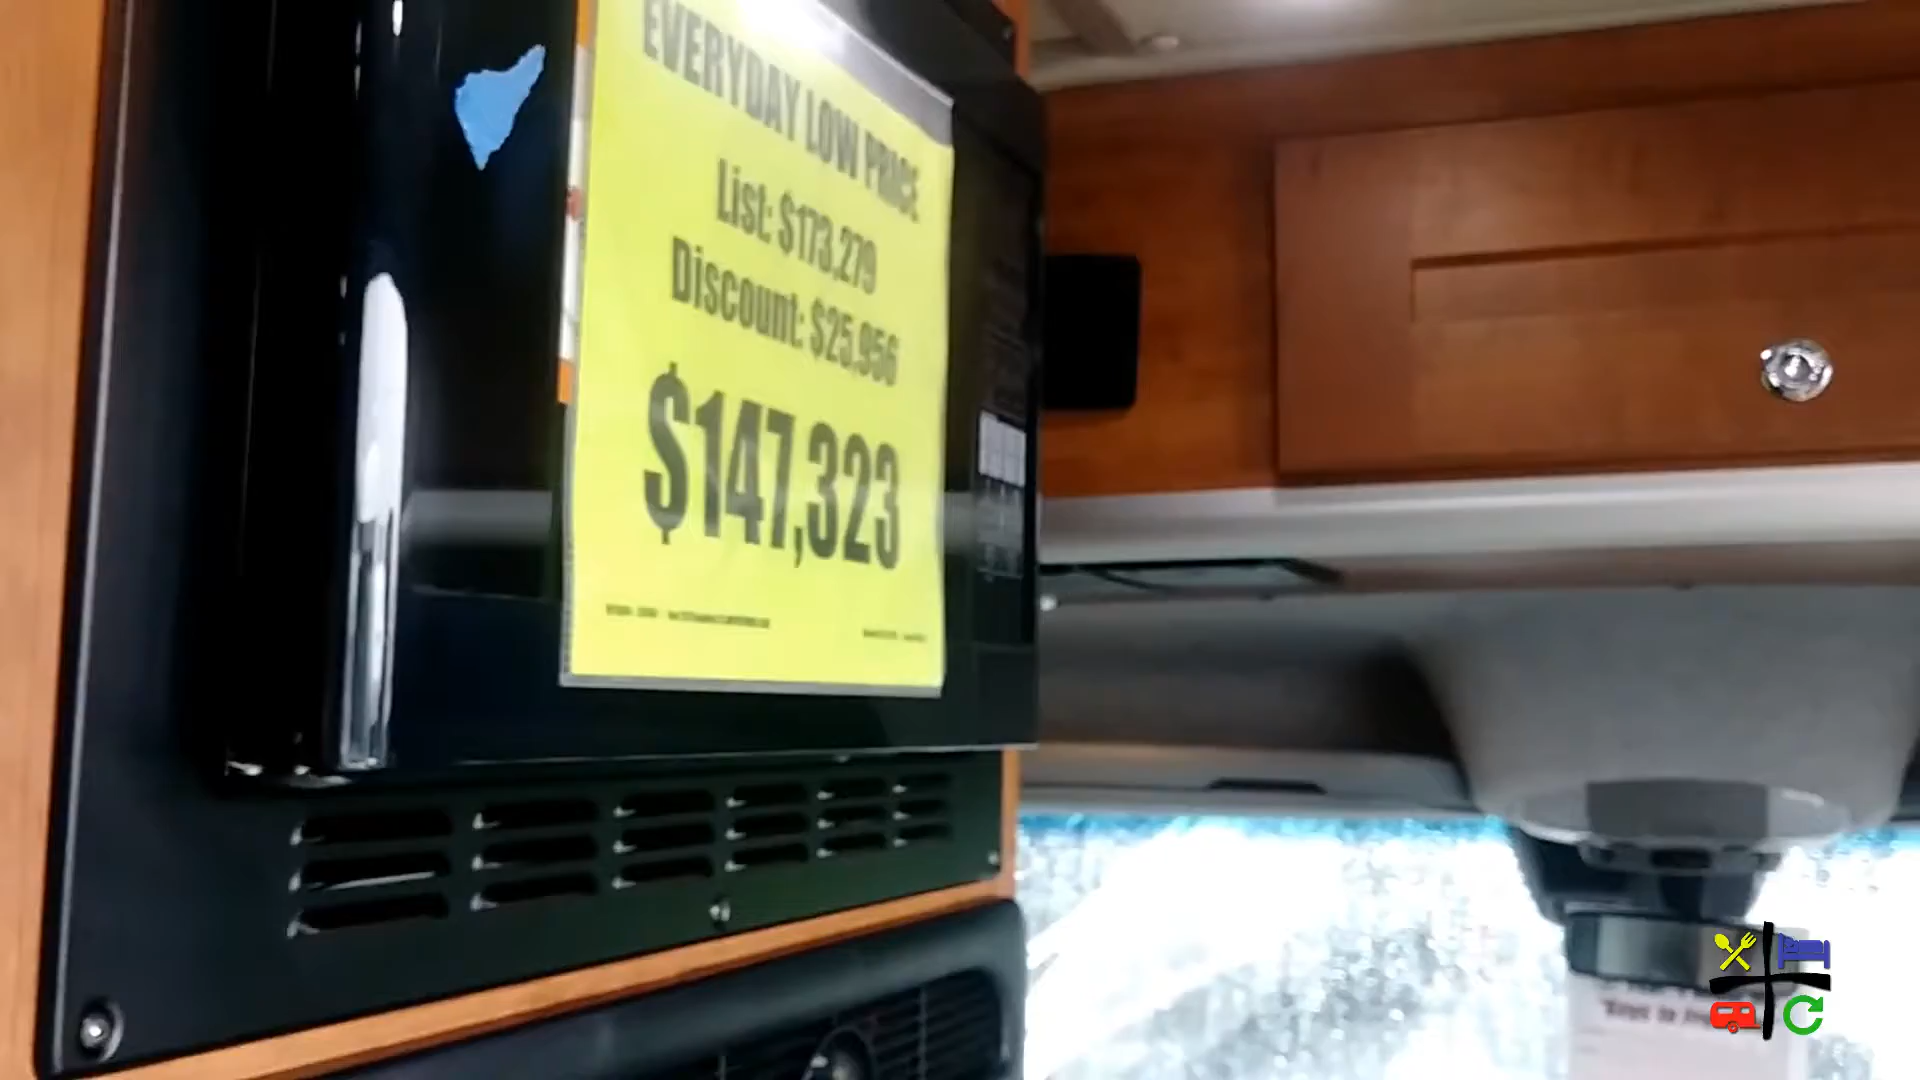 EVERYDAY LOW PRICE
List: $173,279
Discount: $25,956
$147,323